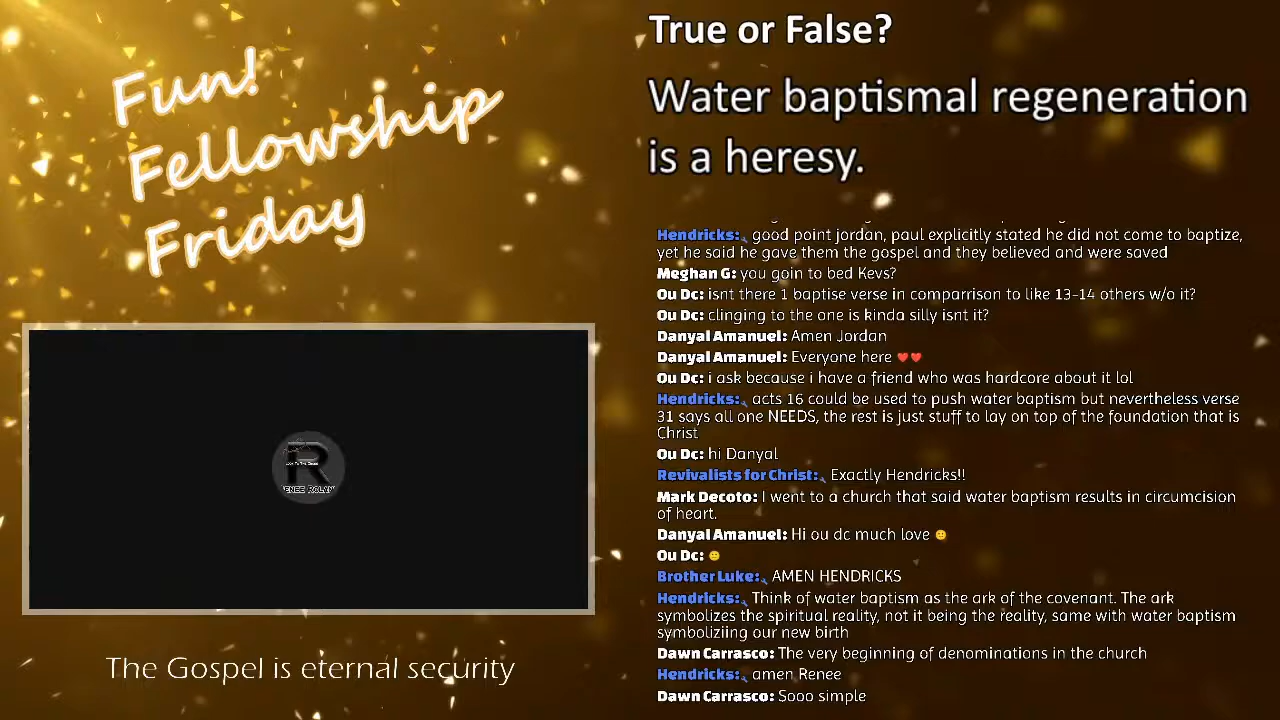 Fun!
Fellowship
Friday
The Gospel is eternal security
True or False?
Water baptismal regeneration
is a heresy.
Hendricks: good point jordan, paul explicitly stated he did not come to baptize,
yet he said he gave them the gospel and they believed and were saved
Meghan G: you goin to bed Kevs?
Ou Dc: isnt there 1 baptise verse in comparrison to like 13-14 others w/o it?
Ou Dc: clinging to the one is kinda silly isnt it?
Danyal Amanuel: Amen Jordan
Danyal Amanuel: Everyone here ❤️❤️
Ou Dc: i ask because i have a friend who was hardcore about it lol
Hendricks: acts 16 could be used to push water baptism but nevertheless verse
31 says all one NEEDS, the rest is just stuff to lay on top of the foundation that is
Christ
Ou Dc: hi Danyal
Revivalists for Christ: Exactly Hendricks!!
Mark Decoto: I went to a church that said water baptism results in circumcision
of heart.
Danyal Amanuel: Hi ou dc much love 🙂
Ou Dc: 🙂
Brother Luke: AMEN HENDRICKS
Hendricks: Think of water baptism as the ark of the covenant. The ark
symbolizes the spiritual reality, not it being the reality, same with water baptism
symboliziing our new birth
Dawn Carrasco: The very beginning of denominations in the church
Hendricks: amen Renee
Dawn Carrasco: Sooo simple